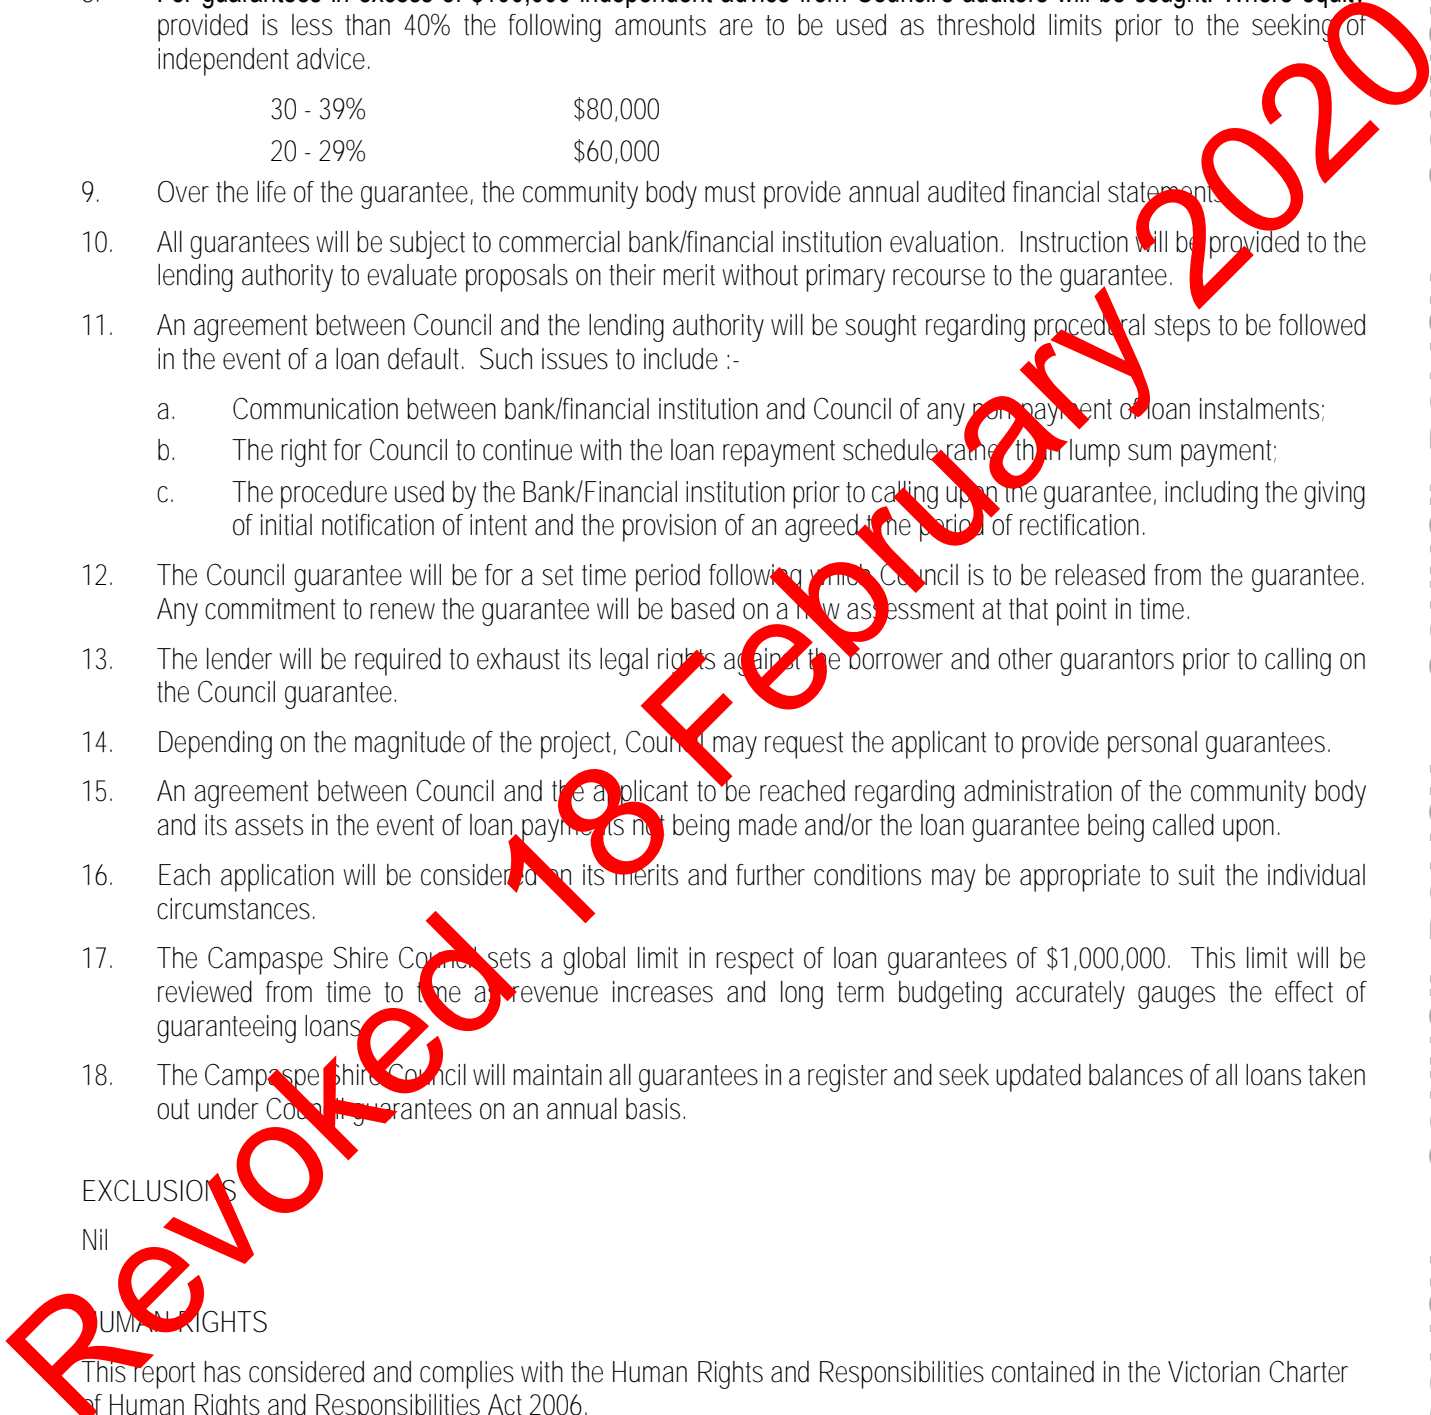 For guarantees in excess of $100,000 independent advice from Council's auditors will be sought. Where equity
provided is less than 40% the following amounts are to be used as threshold limits prior to the seeking of
independent advice.
30 - 39% $80,000
20 - 29% $60,000
9. Over the life of the guarantee, the community body must provide annual audited financial statements
10. All guarantees will be subject to commercial bank/financial institution evaluation. Instruction will be provided to the
lending authority to evaluate proposals on their merit without primary recourse to the guarantee.
11. An agreement between Council and the lending authority will be sought regarding procedural steps to be followed
in the event of a loan default. Such issues to include :-
a. Communication between bank/financial institution and Council of any non payment of loan instalments;
b. The right for Council to continue with the loan repayment schedule rather than lump sum payment;
c. The procedure used by the Bank/Financial institution prior to calling upon the guarantee, including the giving
of initial notification of intent and the provision of an agreed time period of rectification.
12. The Council guarantee will be for a set time period following which Council is to be released from the guarantee.
Any commitment to renew the guarantee will be based on a new assessment at that point in time.
13. The lender will be required to exhaust its legal rights against the borrower and other guarantors prior to calling on
the Council guarantee.
14. Depending on the magnitude of the project, Council may request the applicant to provide personal guarantees.
15. An agreement between Council and the applicant to be reached regarding administration of the community body
and its assets in the event of loan payments not being made and/or the loan guarantee being called upon.
16. Each application will be considered on its merits and further conditions may be appropriate to suit the individual
circumstances.
17. The Campaspe Shire Council sets a global limit in respect of loan guarantees of $1,000,000. This limit will be
reviewed from time to time as revenue increases and long term budgeting accurately gauges the effect of
guaranteeing loans
18. The Campaspe Shire Council will maintain all guarantees in a register and seek updated balances of all loans taken
out under Council guarantees on an annual basis.
EXCLUSIONS
Nil
HUMAN RIGHTS
This report has considered and complies with the Human Rights and Responsibilities contained in the Victorian Charter
of Human Rights and Responsibilities Act 2006.
Revoked 18 February 2020